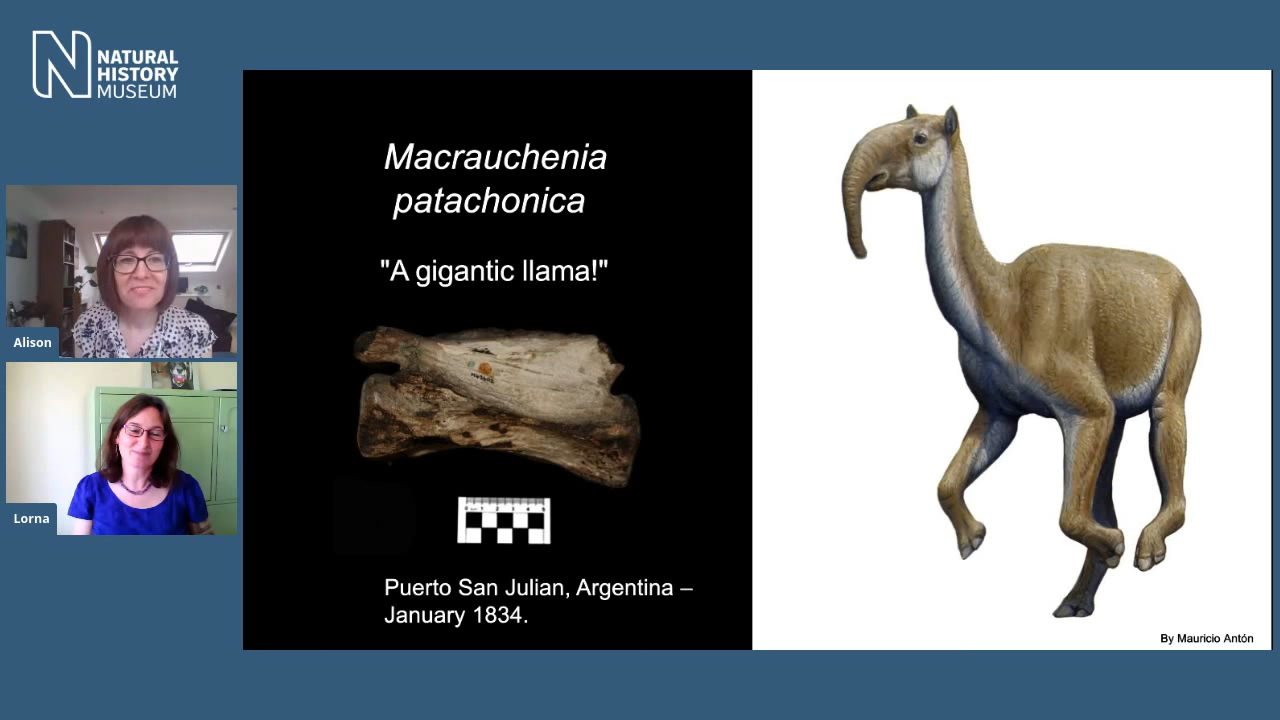 NATURAL
HISTORY
MUSEUM
Alison
Lorna
Macrauchenia
patachonica
"A gigantic llama!"
Puerto San Julian, Argentina –
January 1834.
By Mauricio Antón